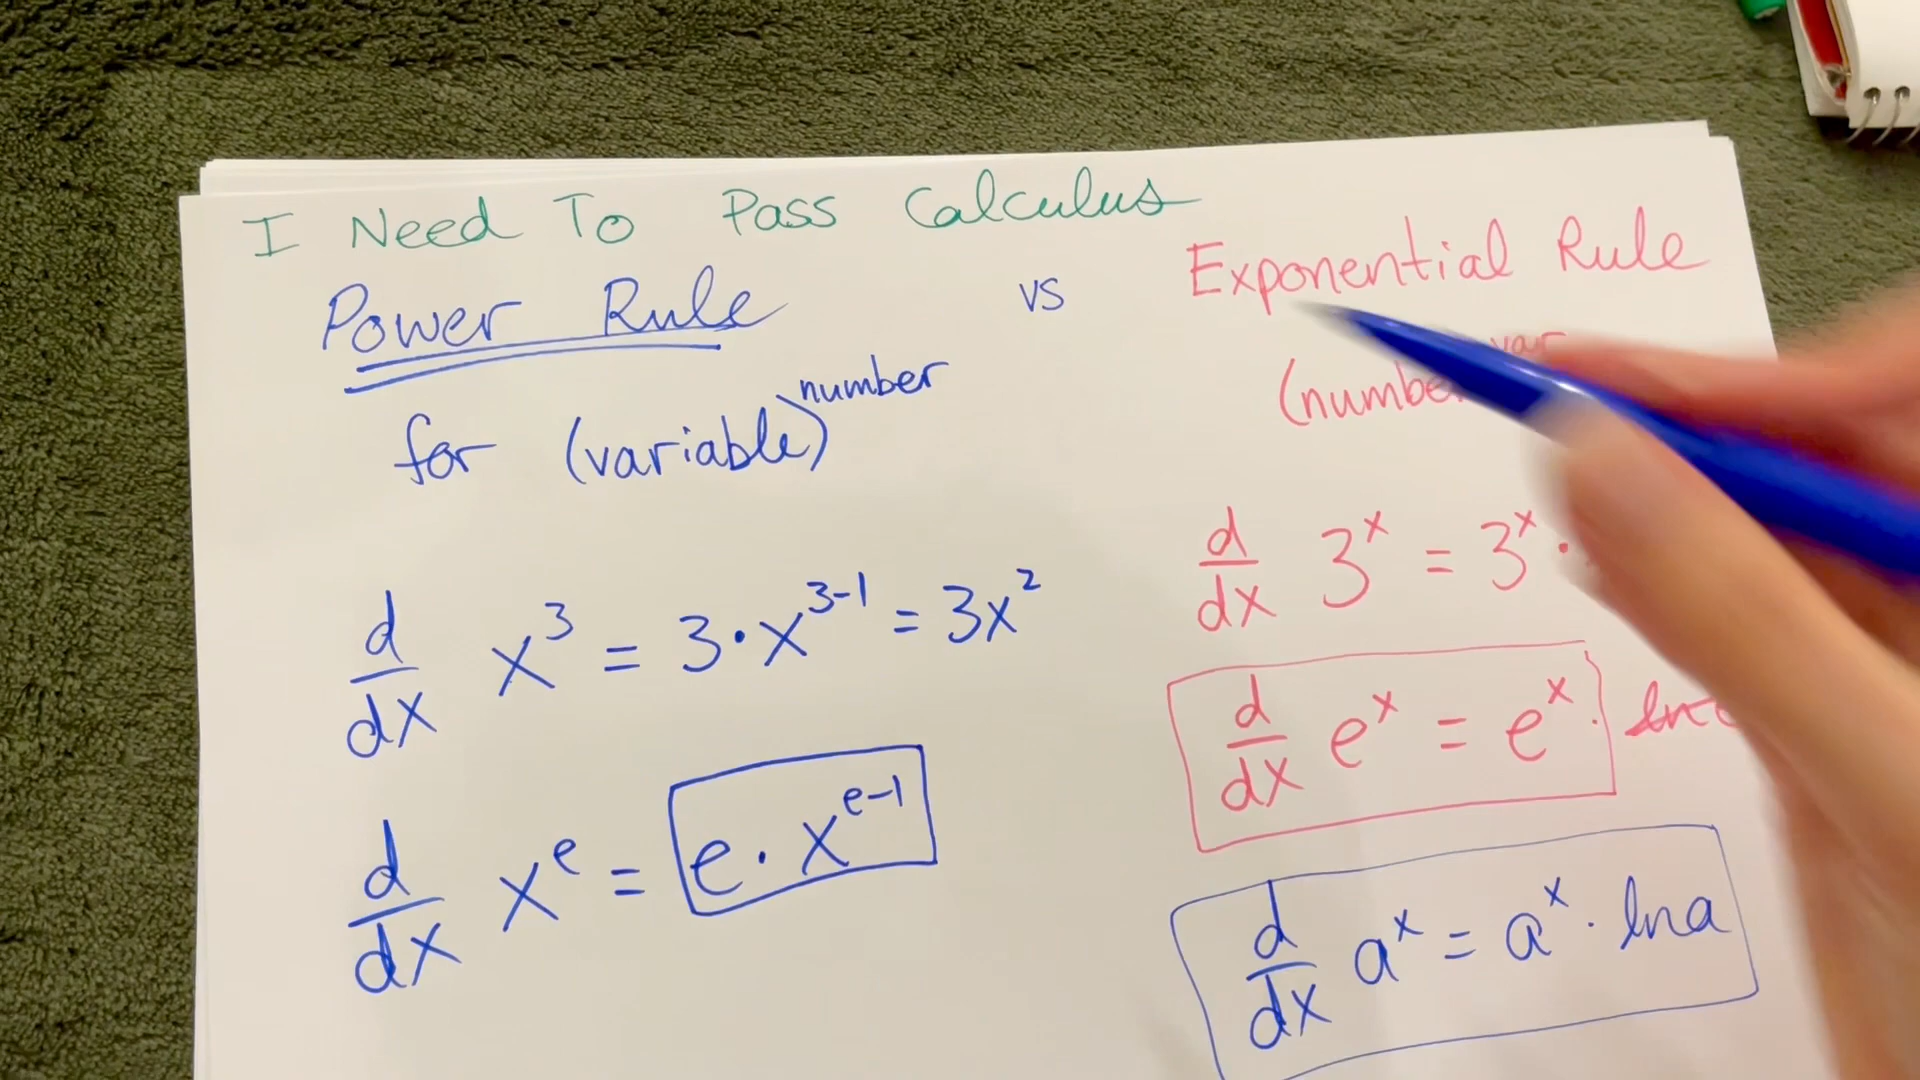 I Need To Pass Calculus
Power Rule vs Exponential Rule
for (variable)^number
d/dx x^3 = 3·x^(3-1) = 3x^2
d/dx x^e = e·x^(e-1)
var
d/dx 3^x = 3^x ·
d/dx e^x = e^x ·
d/dx a^x = a^x · ln a